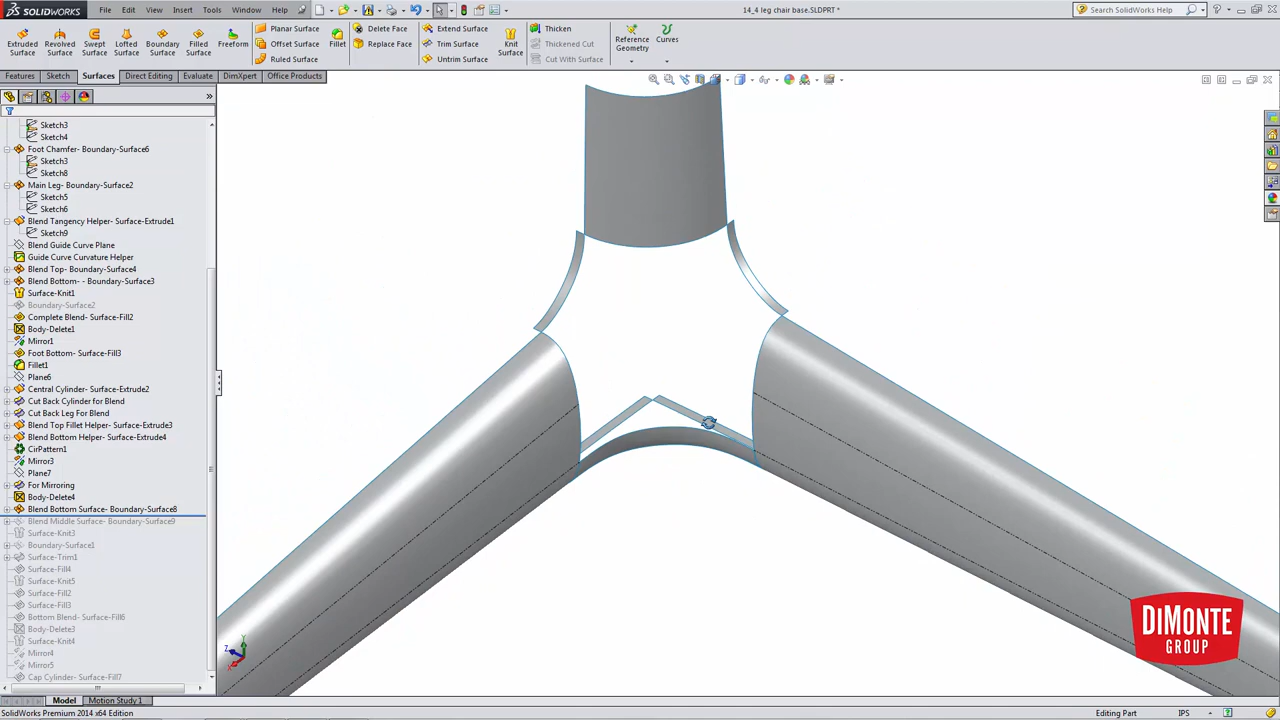 SOLIDWORKS
File Edit View Insert Tools Window Help
14_4 leg chair base.SLDPRT *
Search SolidWorks Help
Extruded Surface
Revolved Surface
Swept Surface
Lofted Surface
Boundary Surface
Filled Surface
Freeform
Planar Surface
Offset Surface
Ruled Surface
Fillet
Delete Face
Replace Face
Extend Surface
Trim Surface
Untrim Surface
Knit Surface
Thicken
Thickened Cut
Cut With Surface
Reference Geometry
Curves
Features Sketch Surfaces Direct Editing Evaluate DimXpert Office Products
Sketch3
Sketch4
Foot Chamfer- Boundary-Surface6
Sketch3
Sketch8
Main Leg- Boundary-Surface2
Sketch5
Sketch6
Blend Tangency Helper- Surface-Extrude1
Sketch9
Blend Guide Curve Plane
Guide Curve Curvature Helper
Blend Top- Boundary-Surface4
Blend Bottom- - Boundary-Surface3
Surface-Knit1
Boundary-Surface2
Complete Blend- Surface-Fill2
Body-Delete1
Mirror1
Foot Bottom- Surface-Fill3
Fillet1
Plane6
Central Cylinder- Surface-Extrude2
Cut Back Cylinder for Blend
Cut Back Leg For Blend
Blend Top Fillet Helper- Surface-Extrude3
Blend Bottom Helper- Surface-Extrude4
CirPattern1
Mirror3
Plane7
For Mirroring
Body-Delete4
Blend Bottom Surface- Boundary-Surface8
Blend Middle Surface- Boundary-Surface9
Surface-Knit3
Boundary-Surface1
Surface-Trim1
Surface-Fill4
Surface-Knit5
Surface-Fill2
Surface-Fill3
Bottom Blend- Surface-Fill6
Body-Delete3
Surface-Knit4
Mirror4
Mirror5
Cap Cylinder- Surface-Fill7
Y
Z
X
DIMONTE
GROUP
Model Motion Study 1
SolidWorks Premium 2014 x64 Edition
Editing Part
IPS